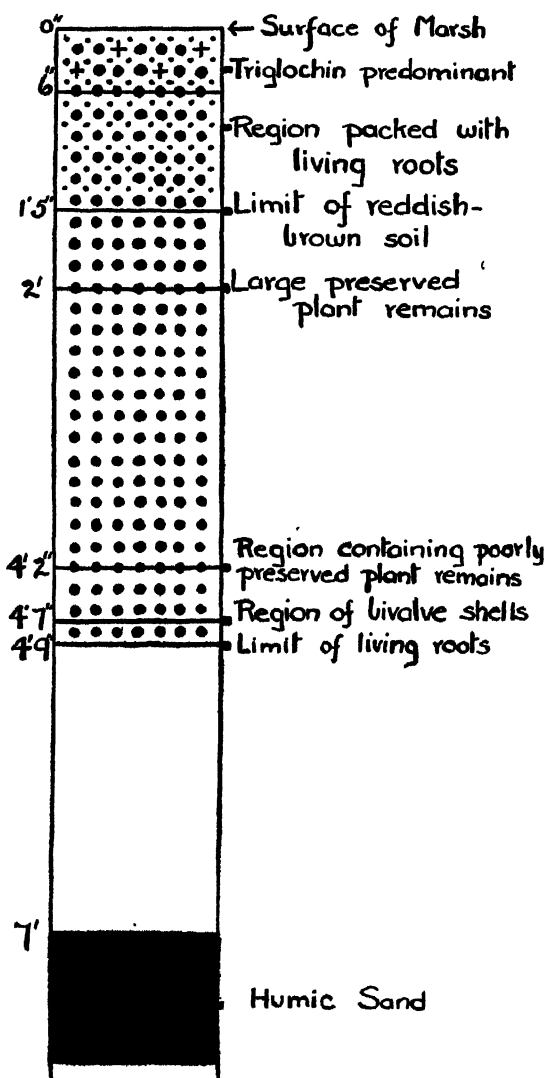 0"
← Surface of Marsh
Triglochin predominant
6"
Region packed with
living roots
1'5"
Limit of reddish-
brown soil
2'
Large preserved
plant remains
4'2"
Region containing poorly
preserved plant remains
4'7"
Region of bivalve shells
4'9'
Limit of living roots
7'
Humic Sand